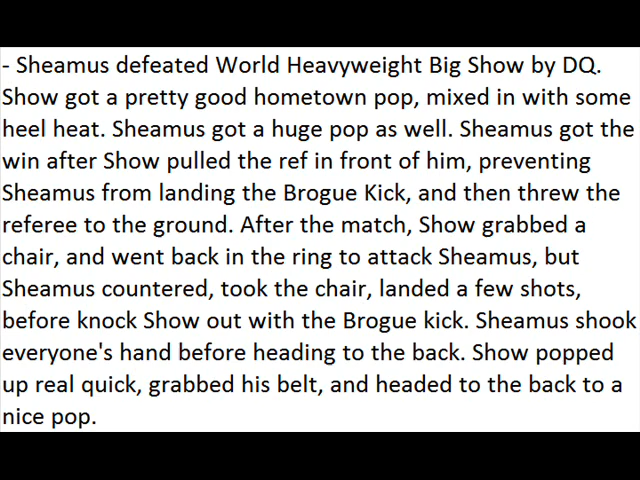 - Sheamus defeated World Heavyweight Big Show by DQ.
Show got a pretty good hometown pop, mixed in with some
heel heat. Sheamus got a huge pop as well. Sheamus got the
win after Show pulled the ref in front of him, preventing
Sheamus from landing the Brogue Kick, and then threw the
referee to the ground. After the match, Show grabbed a
chair, and went back in the ring to attack Sheamus, but
Sheamus countered, took the chair, landed a few shots,
before knock Show out with the Brogue kick. Sheamus shook
everyone's hand before heading to the back. Show popped
up real quick, grabbed his belt, and headed to the back to a
nice pop.